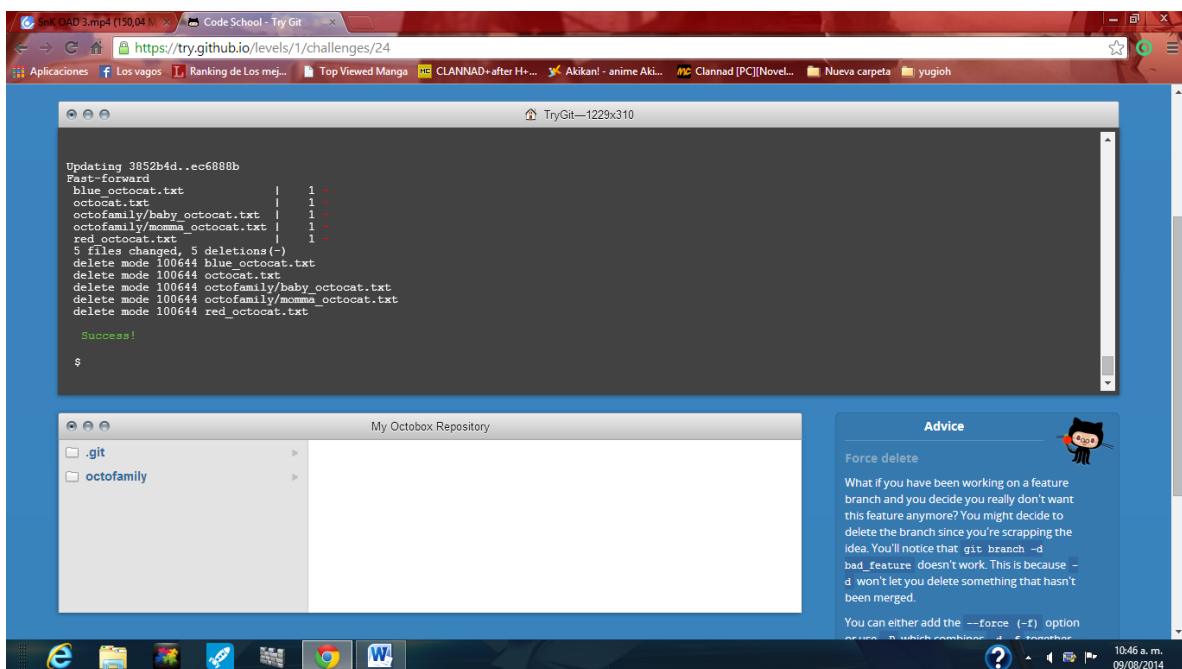 SnK OAD 3.mp4 (150,04 M
Code School - Try Git
https://try.github.io/levels/1/challenges/24
Aplicaciones
Los vagos
Ranking de Los mej...
Top Viewed Manga
CLANNAD+after H+...
Akikan! - anime Aki...
Clannad [PC][Novel...
Nueva carpeta
yugioh
TryGit—1229x310
Updating 3852b4d..ec6888b
Fast-forward
blue_octocat.txt | 1 -
octocat.txt | 1 -
octofamily/baby_octocat.txt | 1 -
octofamily/momma_octocat.txt | 1 -
red_octocat.txt | 1 -
5 files changed, 5 deletions(-)
delete mode 100644 blue_octocat.txt
delete mode 100644 octocat.txt
delete mode 100644 octofamily/baby_octocat.txt
delete mode 100644 octofamily/momma_octocat.txt
delete mode 100644 red_octocat.txt
Success!
$
My Octobox Repository
.git
octofamily
Advice
Force delete
What if you have been working on a feature
branch and you decide you really don't want
this feature anymore? You might decide to
delete the branch since you're scrapping the
idea. You'll notice that git branch -d
bad_feature doesn't work. This is because -
d won't let you delete something that hasn't
been merged.
You can either add the --force (-f) option
or use -D which combines -d -f together
10:46 a. m.
09/08/2014